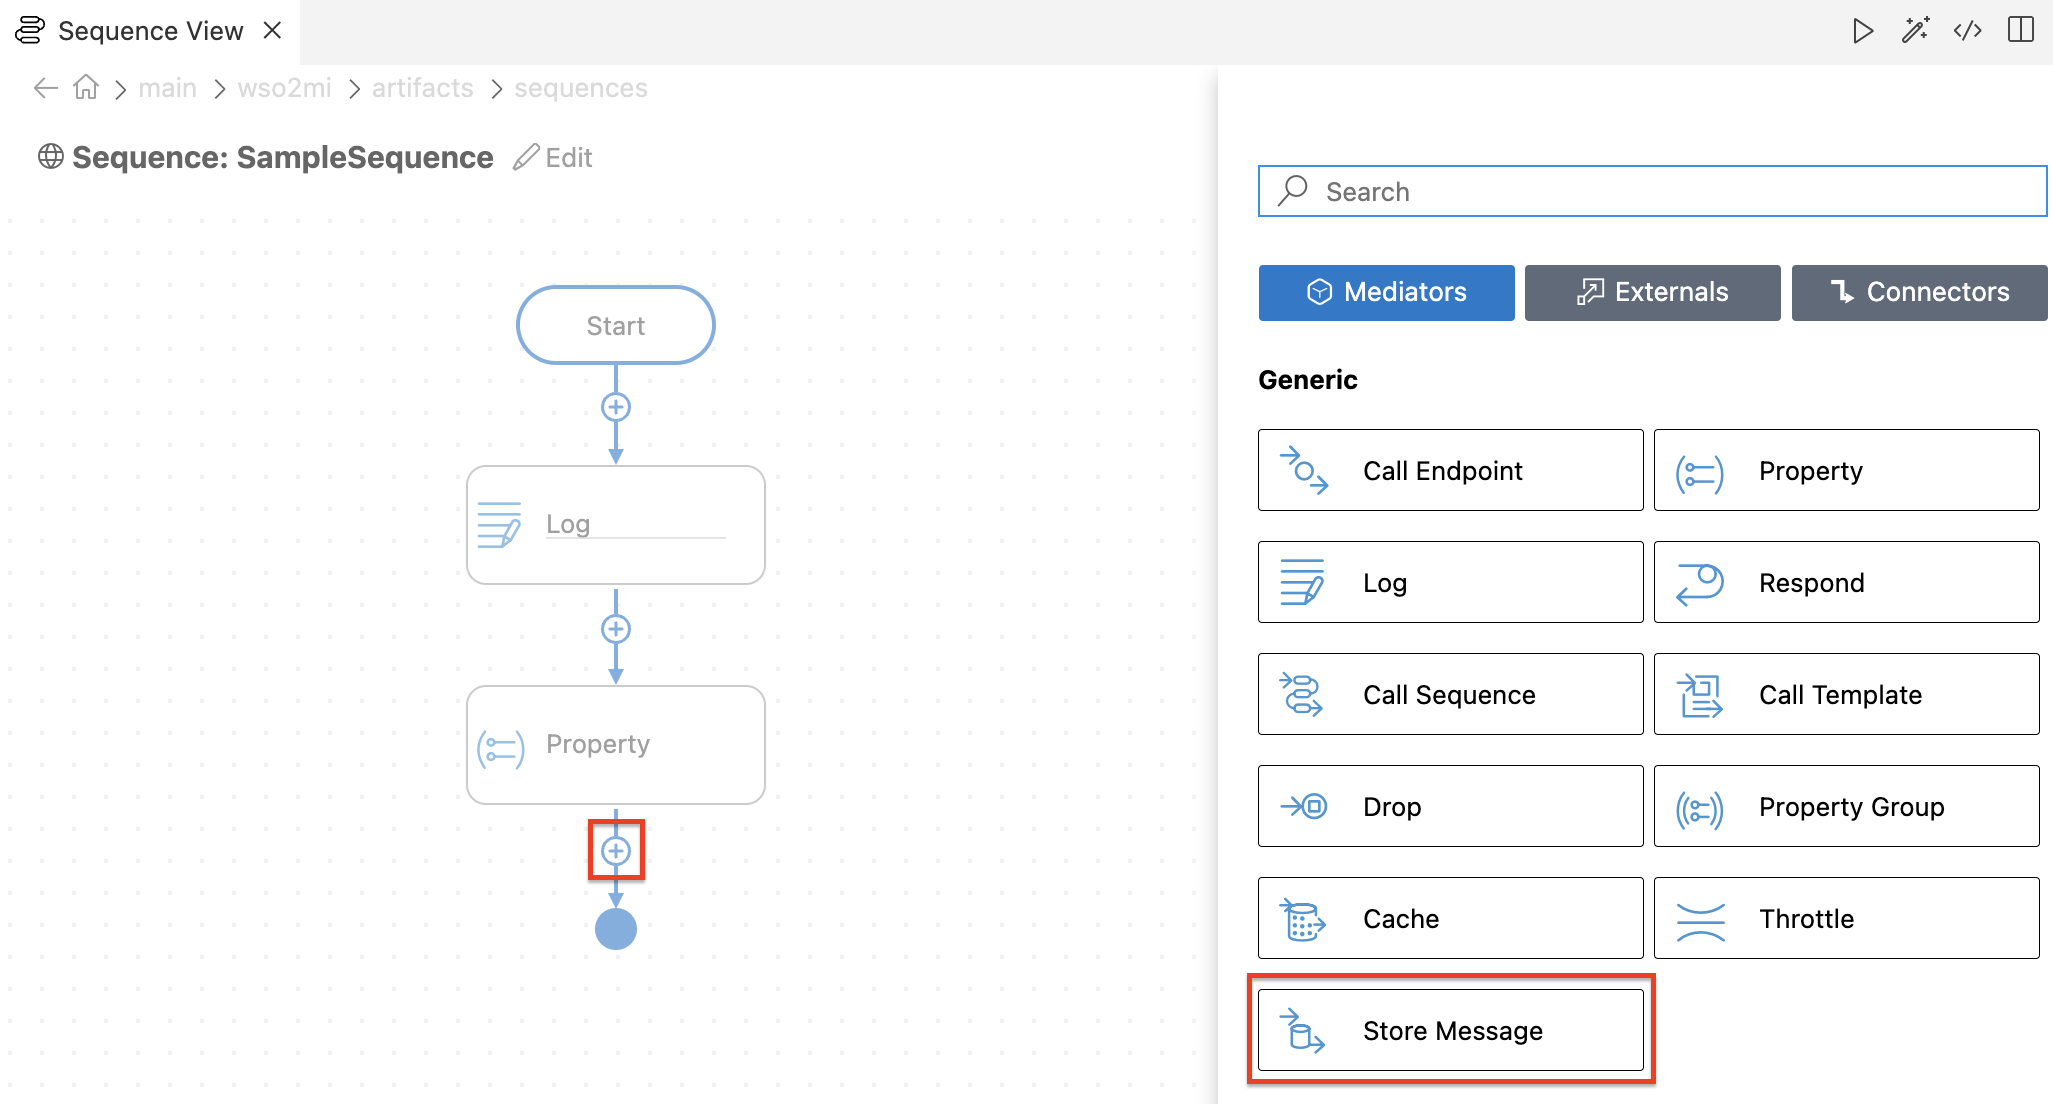 Sequence View
main > wso2mi > artifacts > sequences
Sequence: SampleSequence Edit
Start
Log
Property
Search
Mediators Externals Connectors
Generic
Call Endpoint Property
Log Respond
Call Sequence Call Template
Drop Property Group
Cache Throttle
Store Message